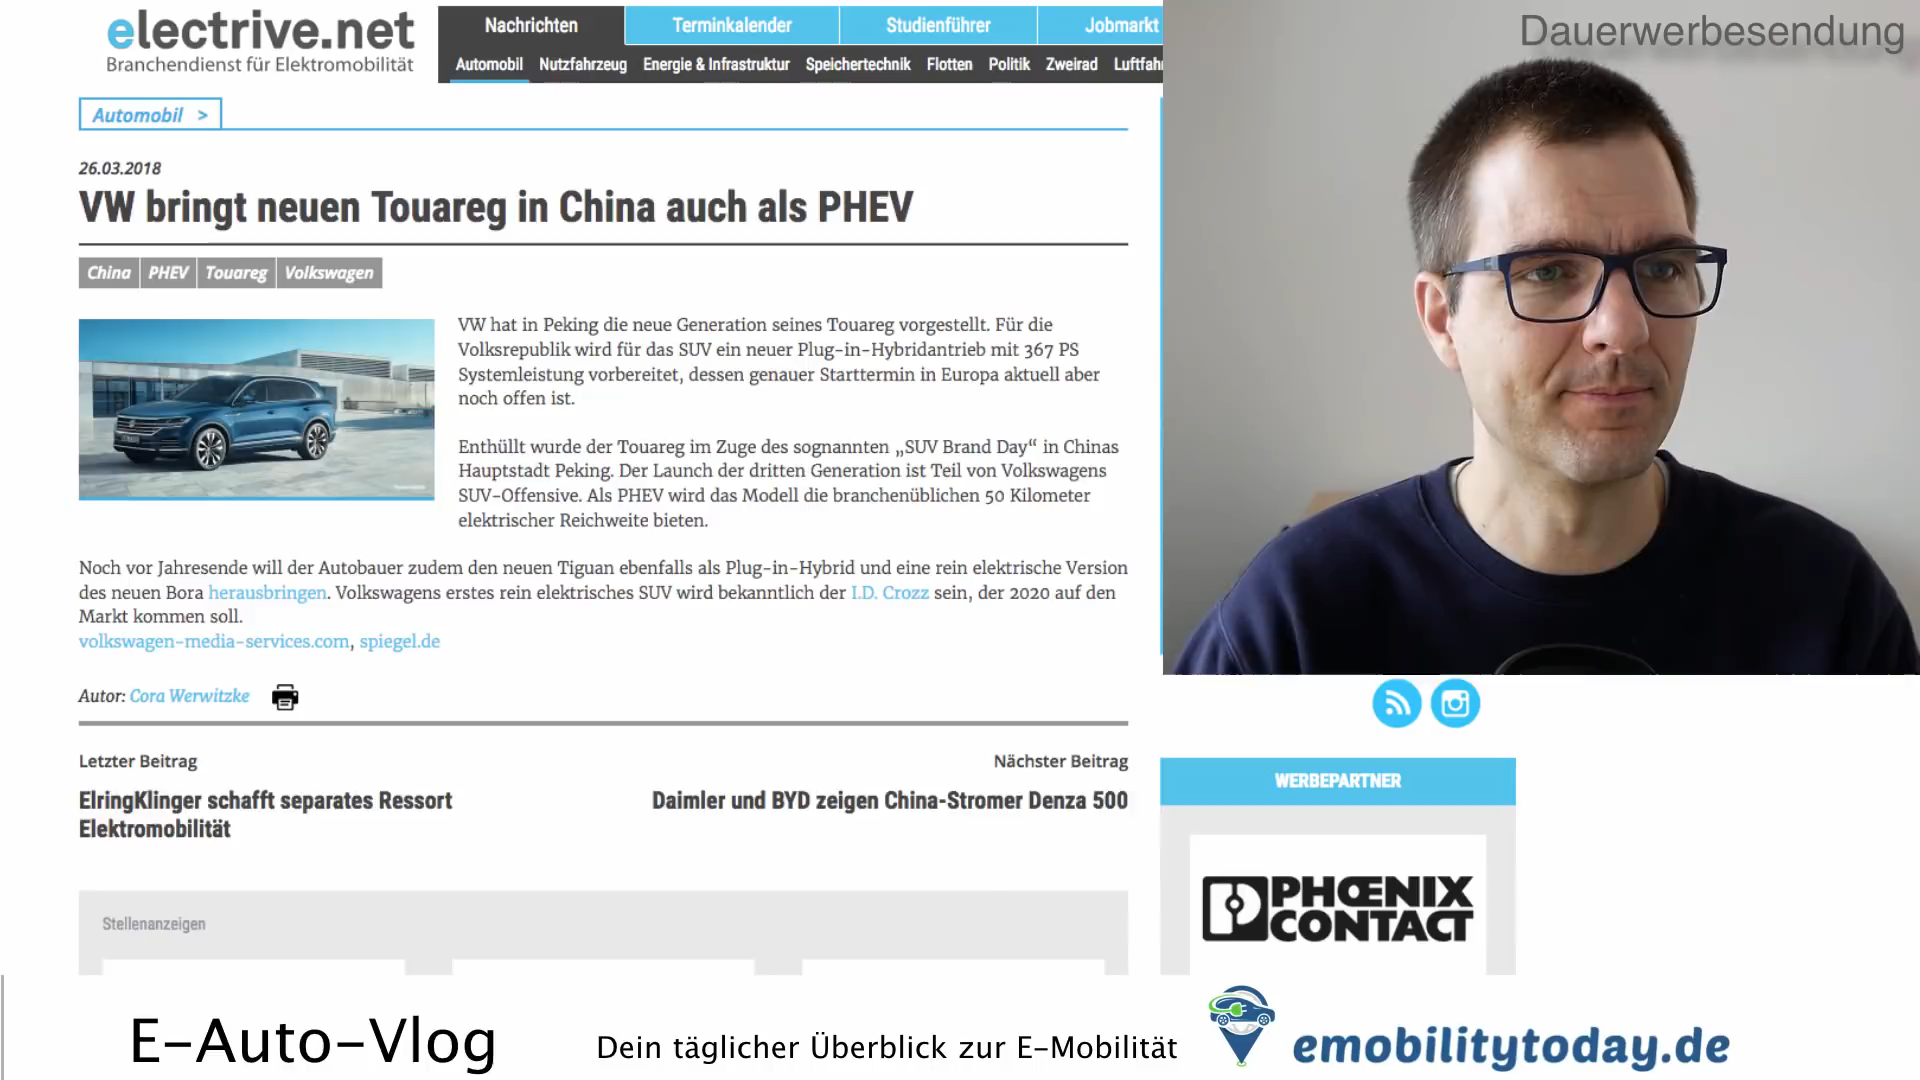 electrive.net
Branchendienst für Elektromobilität
Nachrichten Terminkalender Studienführer Jobmarkt
Automobil Nutzfahrzeug Energie & Infrastruktur Speichertechnik Flotten Politik Zweirad Luftfah
Dauerwerbesendung
Automobil >
26.03.2018
VW bringt neuen Touareg in China auch als PHEV
China PHEV Touareg Volkswagen
VW hat in Peking die neue Generation seines Touareg vorgestellt. Für die
Volksrepublik wird für das SUV ein neuer Plug-in-Hybridantrieb mit 367 PS
Systemleistung vorbereitet, dessen genauer Starttermin in Europa aktuell aber
noch offen ist.
Enthüllt wurde der Touareg im Zuge des sognannten „SUV Brand Day“ in Chinas
Hauptstadt Peking. Der Launch der dritten Generation ist Teil von Volkswagens
SUV-Offensive. Als PHEV wird das Modell die branchenüblichen 50 Kilometer
elektrischer Reichweite bieten.
Noch vor Jahresende will der Autobauer zudem den neuen Tiguan ebenfalls als Plug-in-Hybrid und eine rein elektrische Version
des neuen Bora herausbringen. Volkswagens erstes rein elektrisches SUV wird bekanntlich der I.D. Crozz sein, der 2020 auf den
Markt kommen soll.
volkswagen-media-services.com, spiegel.de
Autor: Cora Werwitzke
Letzter Beitrag
ElringKlinger schafft separates Ressort
Elektromobilität
Nächster Beitrag
Daimler und BYD zeigen China-Stromer Denza 500
WERBEPARTNER
PHŒNIX
CONTACT
Stellenanzeigen
E-Auto-Vlog
Dein täglicher Überblick zur E-Mobilität
emobilitytoday.de